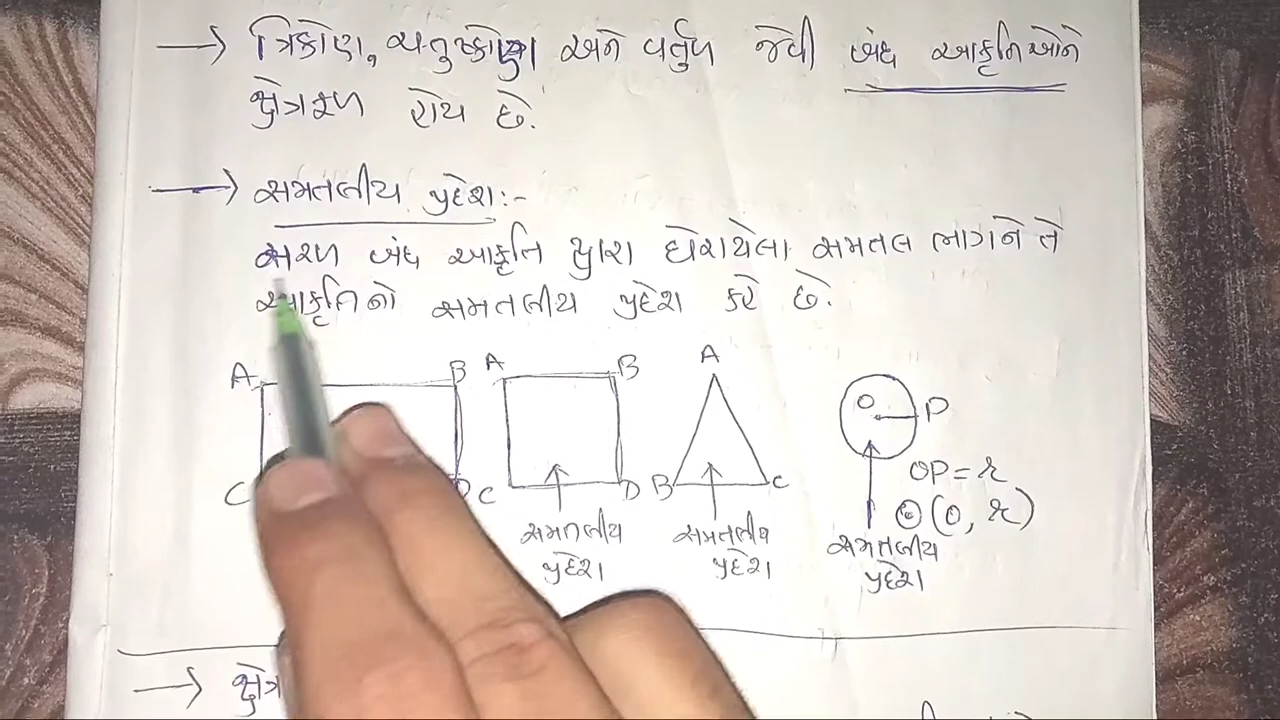 → ત્રિકોણ, ચતુષ્કોણ અને વર્તુળ જેવી બંધ આકૃતિઓને
ક્ષેત્રફળ હોય છે.
→ સમતલીય પ્રદેશ:-
સરળ બંધ આકૃતિ દ્વારા ઘેરાયેલા સમતલ ભાગને તે
આકૃતિનો સમતલીય પ્રદેશ કહે છે.
A B A B A
O P
C D C D B C
OP = r
⊙(O, r)
સમતલીય
પ્રદેશ
સમતલીય
પ્રદેશ
સમતલીય
પ્રદેશ
→ ક્ષેત્ર